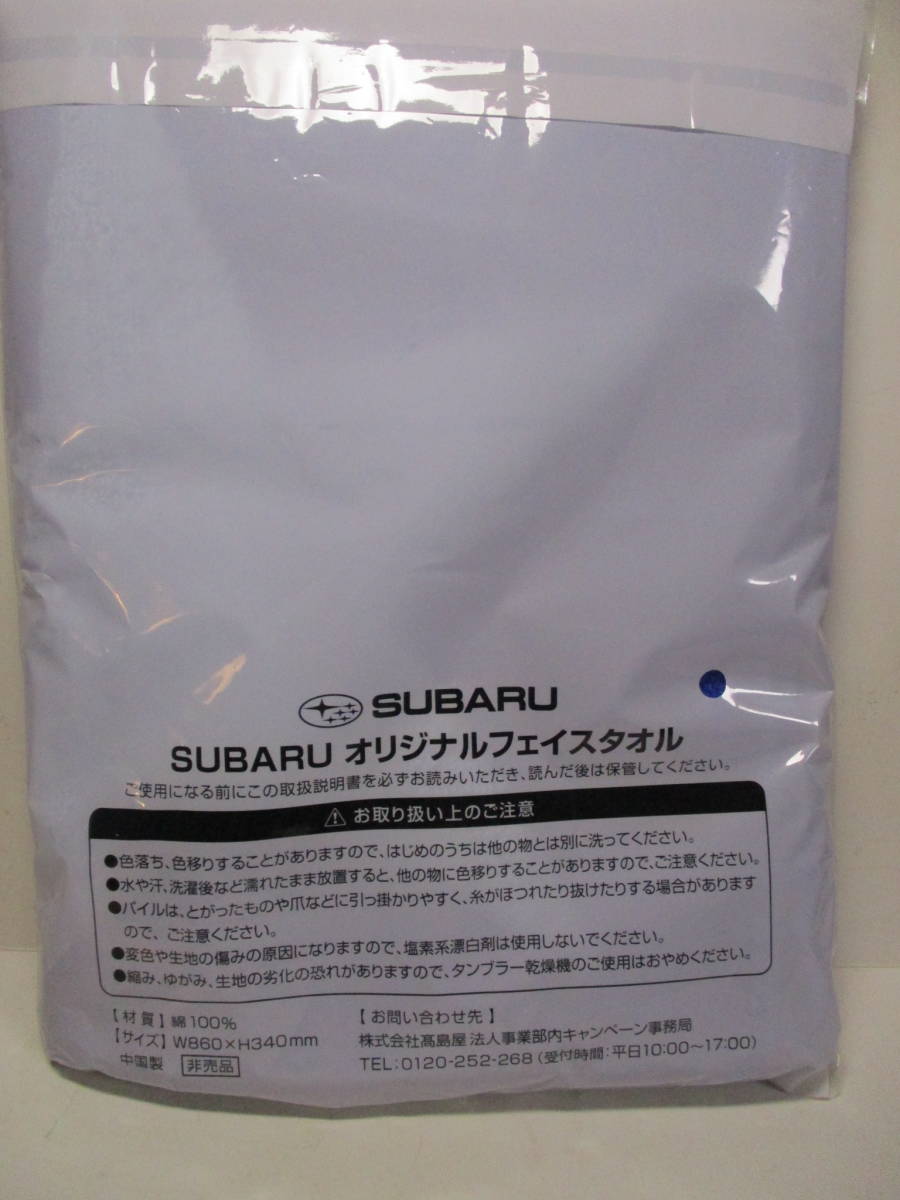 SUBARU
SUBARU オリジナルフェイスタオル
ご使用になる前にこの取扱説明書を必ずお読みいただき、読んだ後は保管してください。
お取り扱い上のご注意
●色落ち、色移りすることがありますので、はじめのうちは他の物とは別に洗ってください。
●水や汗、洗濯後など濡れたまま放置すると、他の物に色移りすることがありますので、ご注意ください。
●パイルは、とがったものや爪などに引っ掛かりやすく、糸がほつれたり抜けたりする場合があります
ので、ご注意ください。
●変色や生地の傷みの原因になりますので、塩素系漂白剤は使用しないでください。
●縮み、ゆがみ、生地の劣化の恐れがありますので、タンブラー乾燥機のご使用はおやめください。
【材質】綿100%
【サイズ】W860×H340mm
中国製 非売品
【お問い合わせ先】
株式会社髙島屋 法人事業部内キャンペーン事務局
TEL:0120-252-268(受付時間:平日10:00〜17:00)